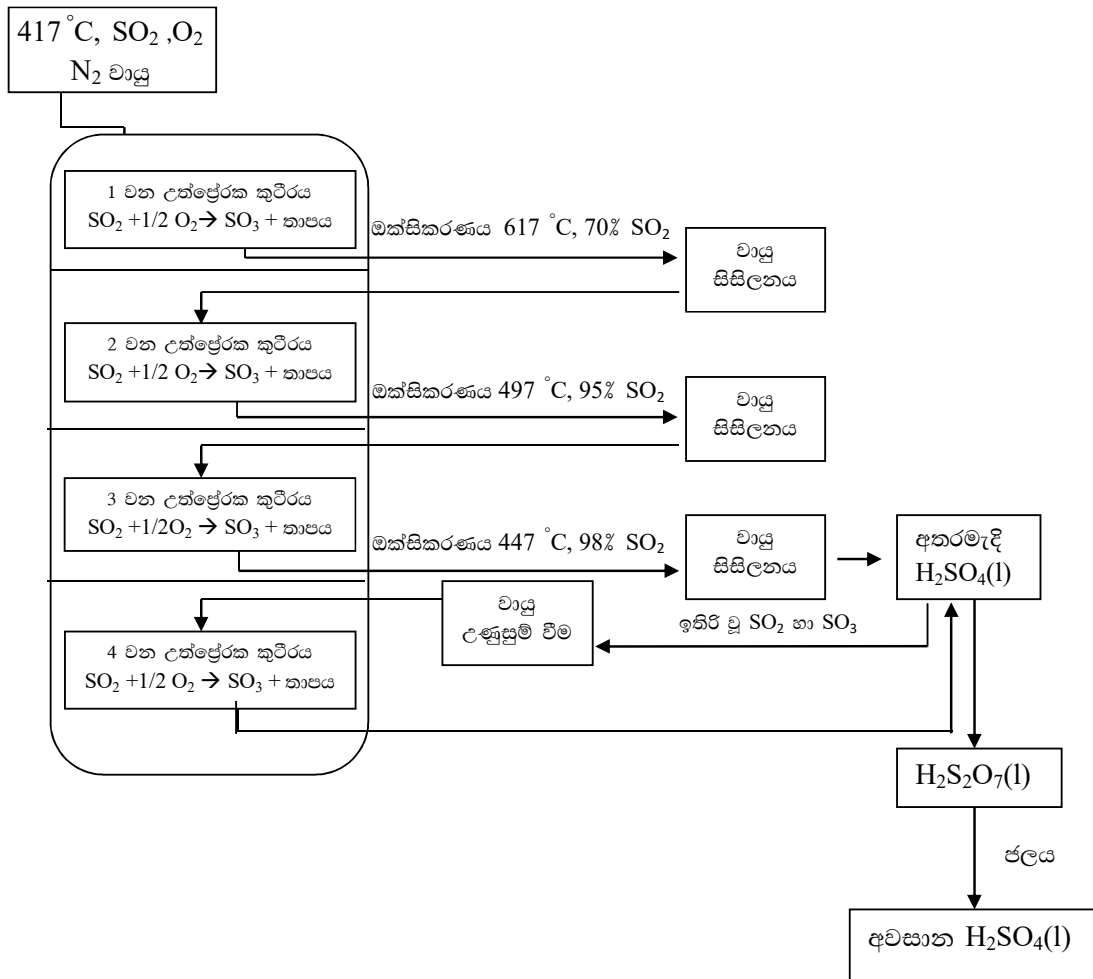 417 °C, SO₂ ,O₂
N₂ වායු
1 වන උත්ප්‍රේරක කුටීරය
SO₂ +1/2 O₂→ SO₃ + තාපය
ඔක්සිකරණය 617 °C, 70% SO₂
වායු
සිසිලනය
2 වන උත්ප්‍රේරක කුටීරය
SO₂ +1/2 O₂→ SO₃ + තාපය
ඔක්සිකරණය 497 °C, 95% SO₂
වායු
සිසිලනය
3 වන උත්ප්‍රේරක කුටීරය
SO₂ +1/2O₂ → SO₃ + තාපය
ඔක්සිකරණය 447 °C, 98% SO₂
වායු
සිසිලනය
අතරමැදි
H₂SO₄(l)
වායු
උණුසුම් වීම
ඉතිරි වූ SO₂ හා SO₃
4 වන උත්ප්‍රේරක කුටීරය
SO₂ +1/2 O₂ → SO₃ + තාපය
H₂S₂O₇(l)
ජලය
අවසාන H₂SO₄(l)